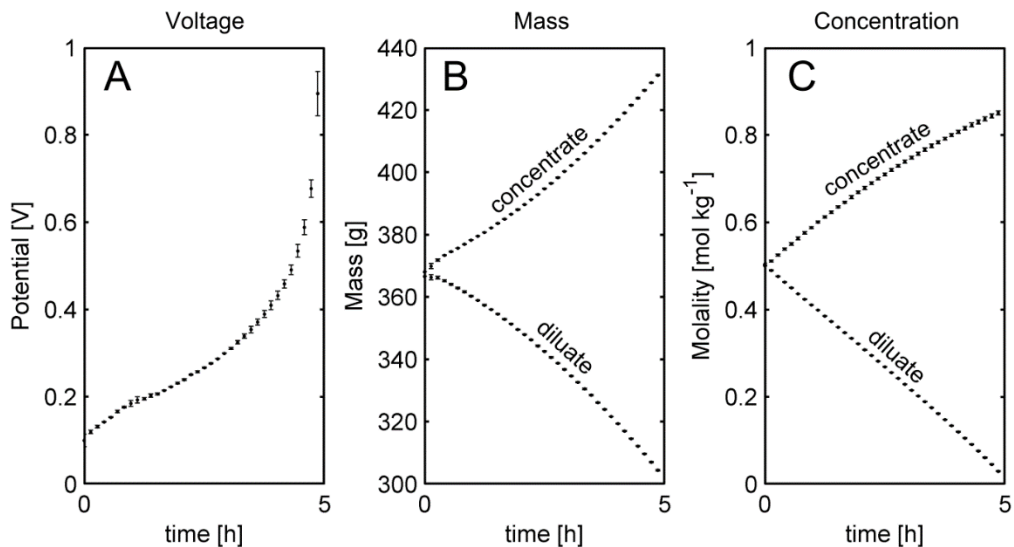 Voltage
Mass
Concentration
A
B
C
Potential [V]
1
0.8
0.6
0.4
0.2
0
0
5
time [h]
Mass [g]
440
420
400
380
360
340
320
300
concentrate
diluate
0
5
time [h]
Molality [mol kg⁻¹]
1
0.8
0.6
0.4
0.2
0
concentrate
diluate
0
5
time [h]